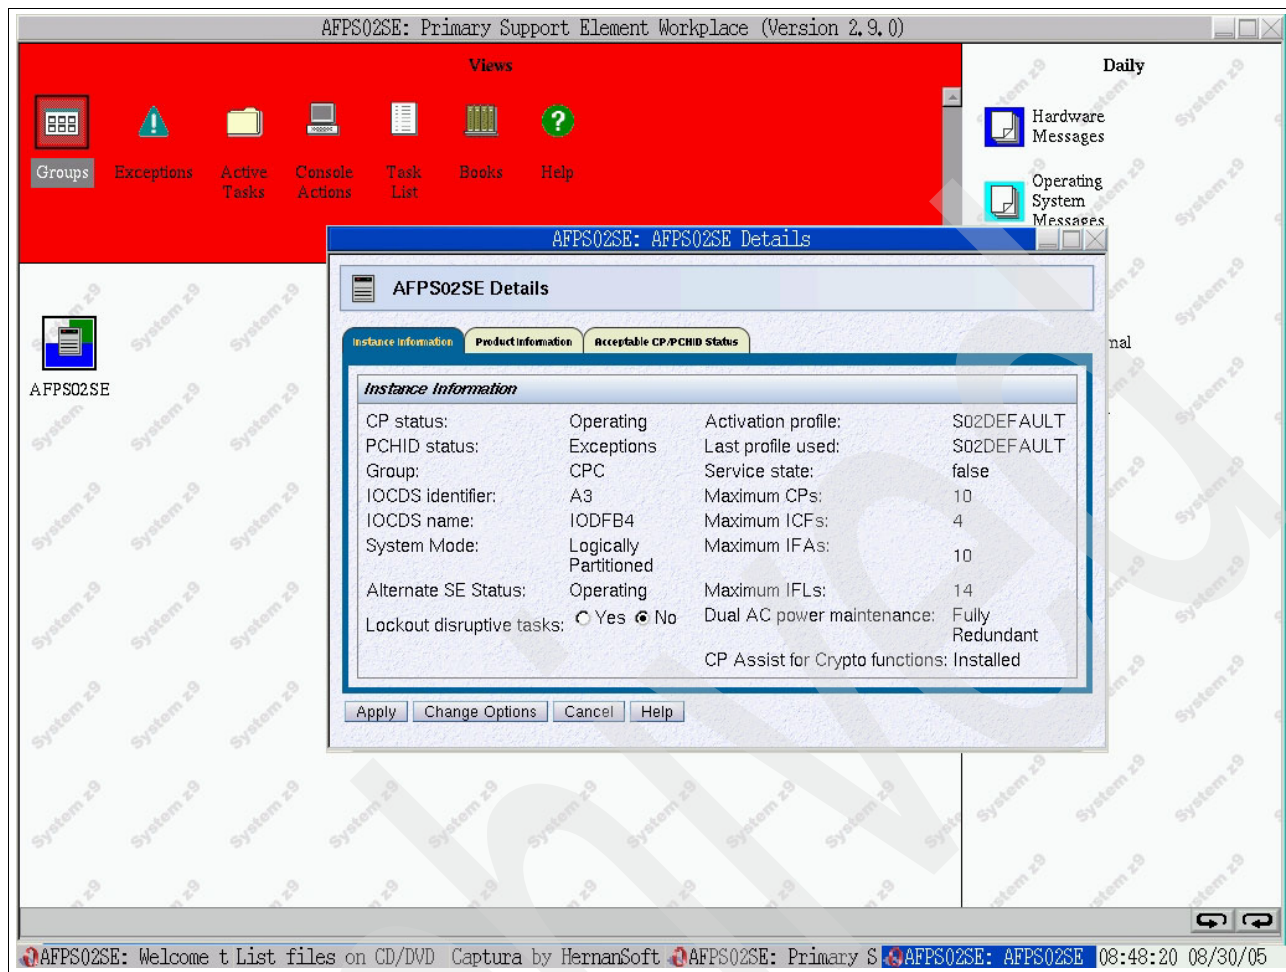 AFPS02SE: Primary Support Element Workplace (Version 2.9.0)
Views
Groups
Exceptions
Active Tasks
Console Actions
Task List
Books
Help
Daily
Hardware Messages
Operating System Messages
AFPS02SE
AFPS02SE: AFPS02SE Details
AFPS02SE Details
Instance Information
Product Information
Acceptable CP/PCHID Status
Instance Information
CP status: Operating
PCHID status: Exceptions
Group: CPC
IOCDS identifier: A3
IOCDS name: IODFB4
System Mode: Logically Partitioned
Alternate SE Status: Operating
Lockout disruptive tasks: Yes No
Activation profile: S02DEFAULT
Last profile used: S02DEFAULT
Service state: false
Maximum CPs: 10
Maximum ICFs: 4
Maximum IFAs: 10
Maximum IFLs: 14
Dual AC power maintenance: Fully Redundant
CP Assist for Crypto functions: Installed
Apply
Change Options
Cancel
Help
System z9
AFPS02SE: Welcome t
List files on CD/DVD
Captura by HernanSoft
AFPS02SE: Primary S
AFPS02SE: AFPS02SE
08:48:20 08/30/05